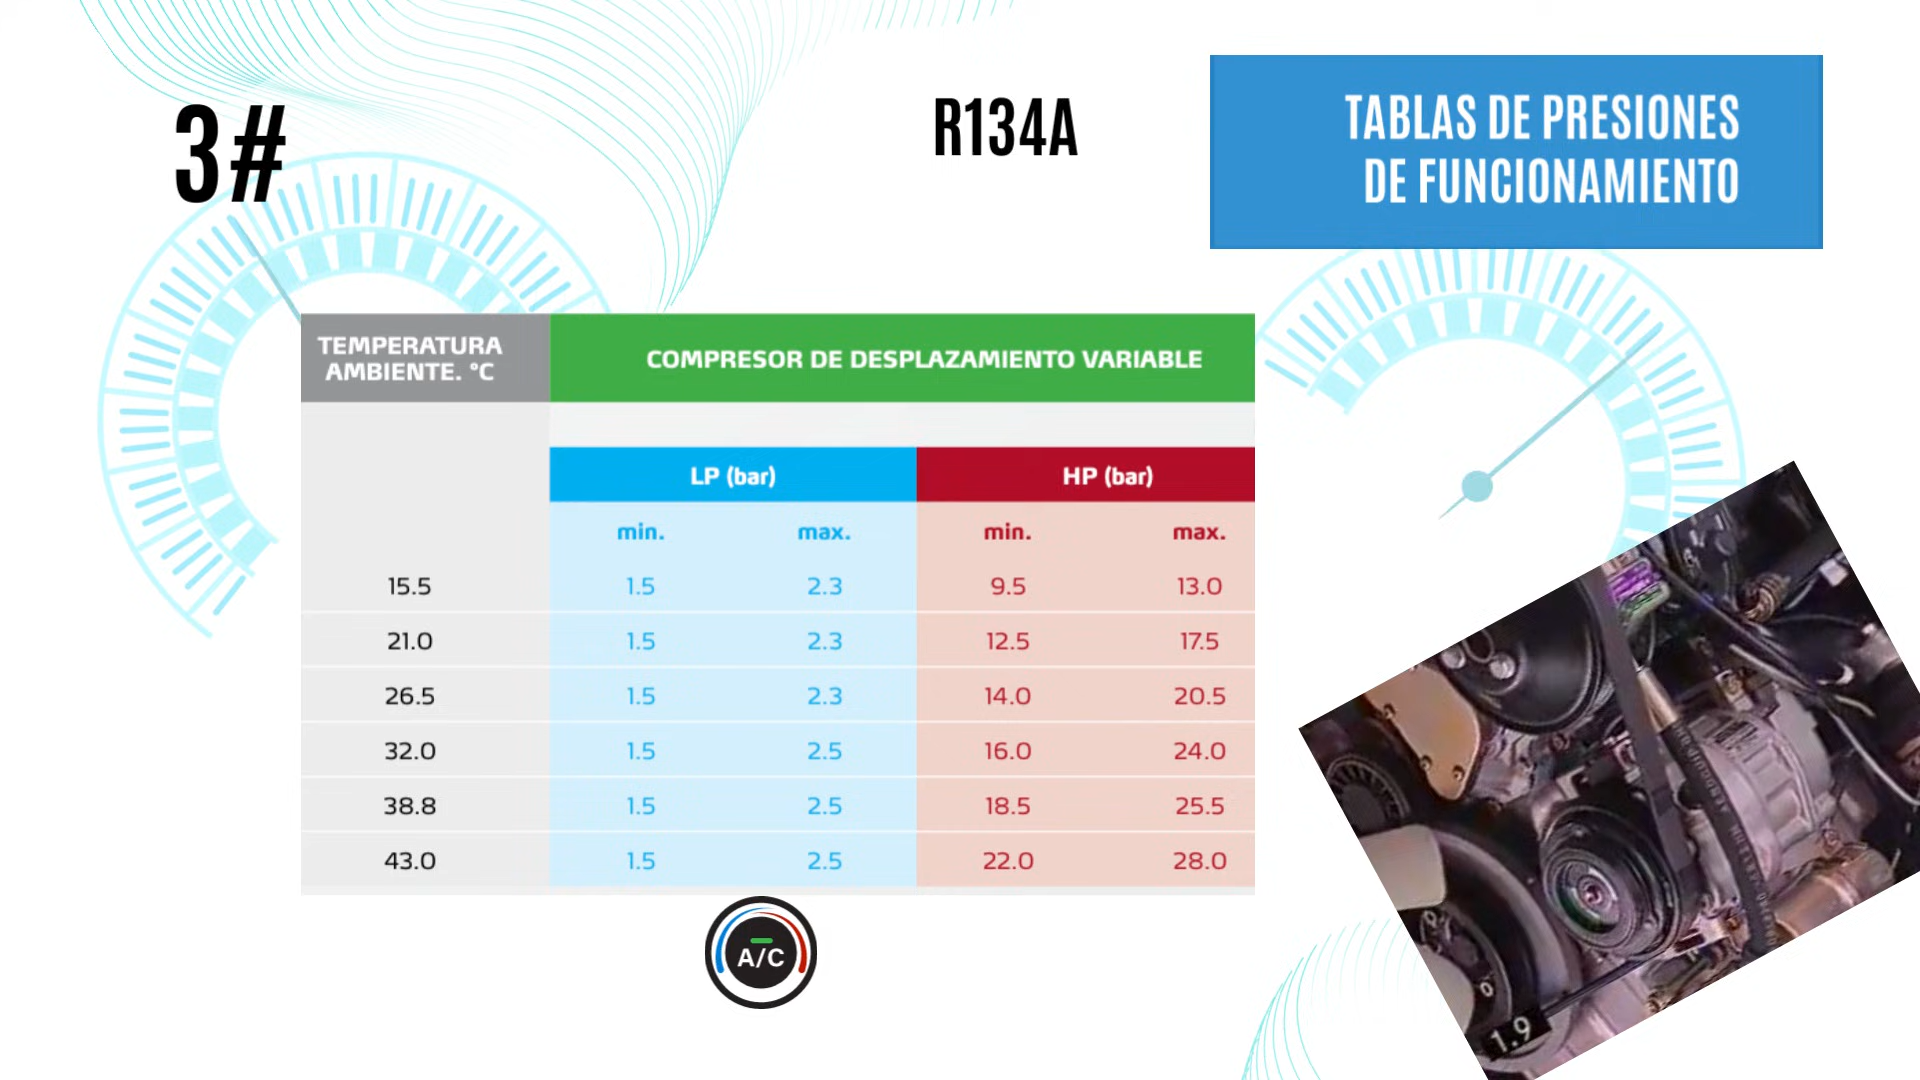 3#
R134A
TABLAS DE PRESIONES
DE FUNCIONAMIENTO
TEMPERATURA
AMBIENTE. °C
COMPRESOR DE DESPLAZAMIENTO VARIABLE
LP (bar) HP (bar)
min. max. min. max.
15.5 1.5 2.3 9.5 13.0
21.0 1.5 2.3 12.5 17.5
26.5 1.5 2.3 14.0 20.5
32.0 1.5 2.5 16.0 24.0
38.8 1.5 2.5 18.5 25.5
43.0 1.5 2.5 22.0 28.0
A/C
1.9